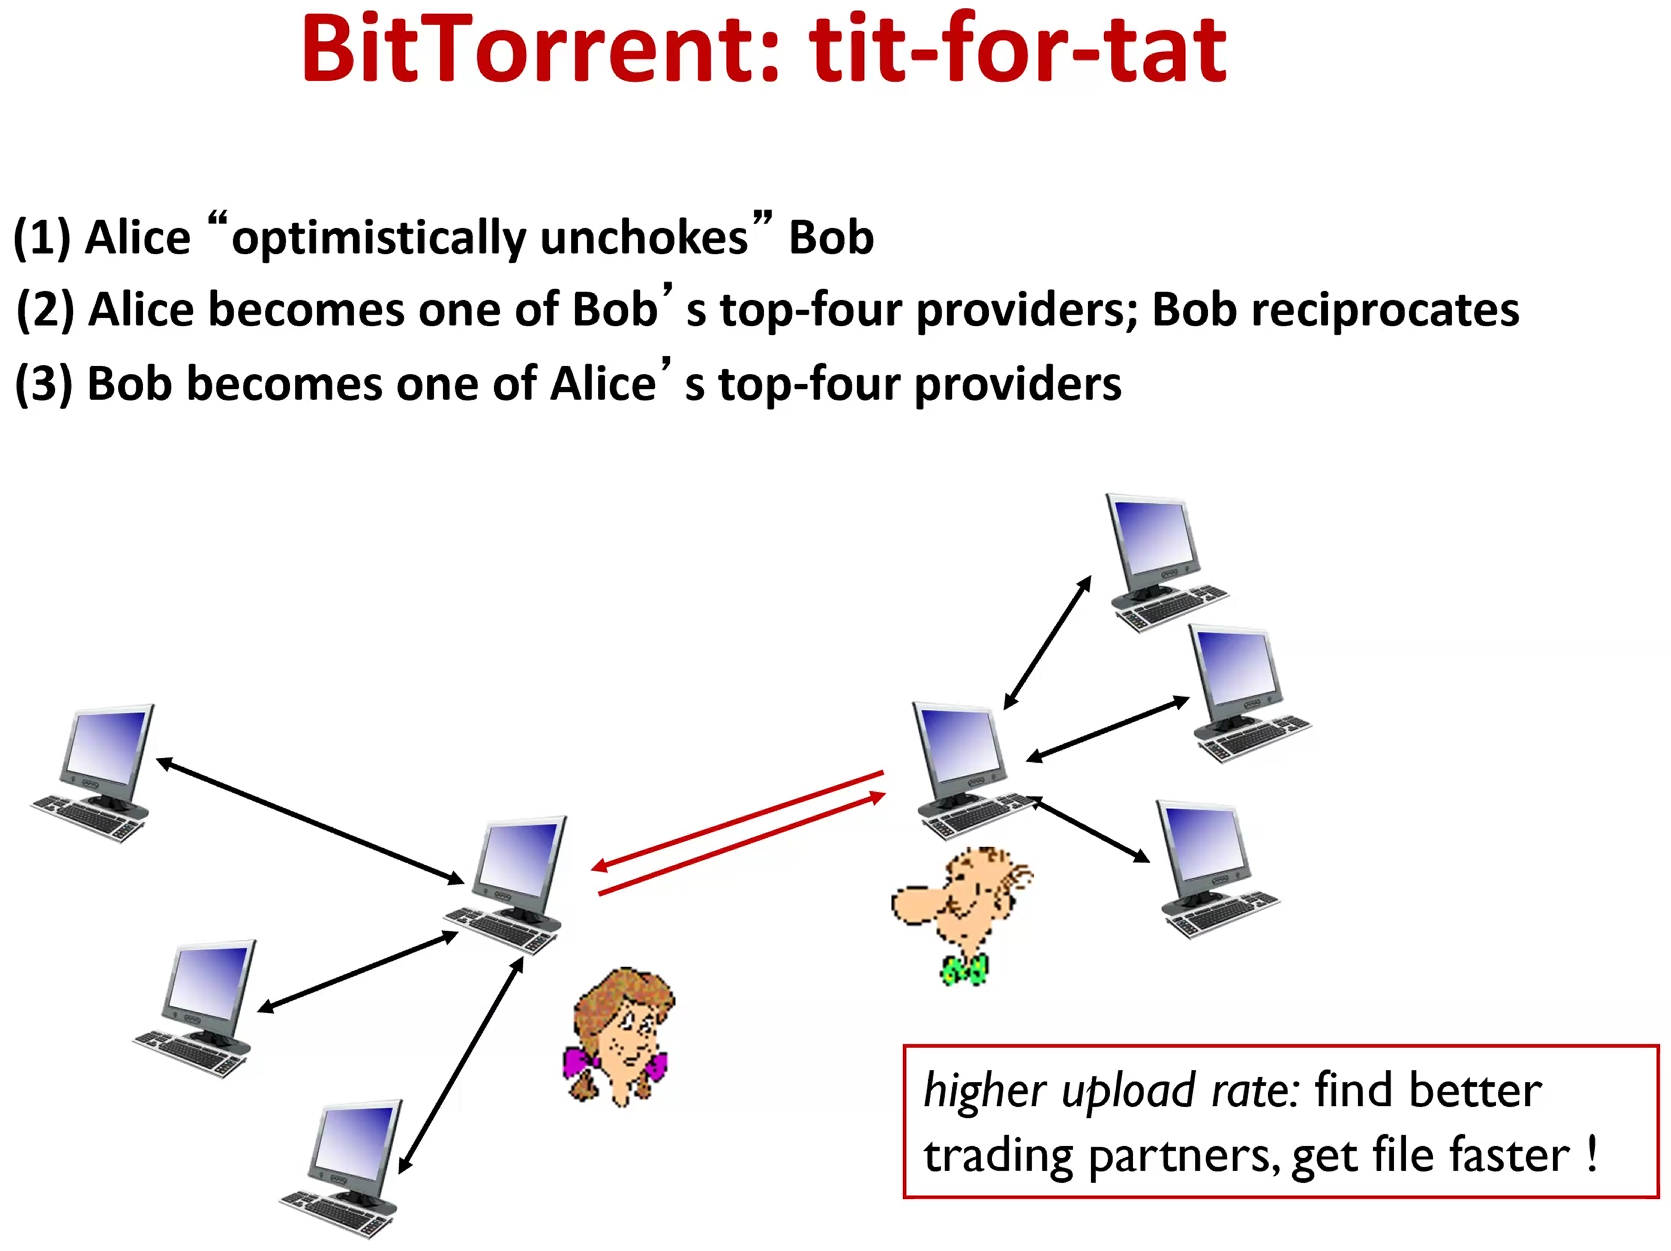 BitTorrent: tit-for-tat
(1) Alice “optimistically unchokes” Bob
(2) Alice becomes one of Bob’s top-four providers; Bob reciprocates
(3) Bob becomes one of Alice’s top-four providers
higher upload rate: find better
trading partners, get file faster !